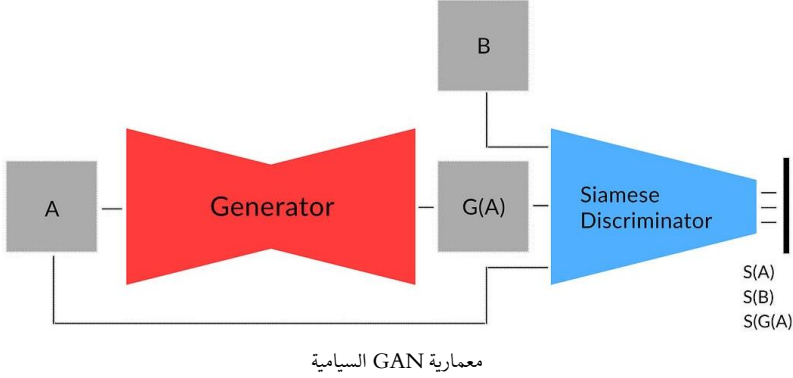 B
A
Generator
G(A)
Siamese
Discriminator
S(A)
S(B)
S(G(A)
معمارية GAN السيامية